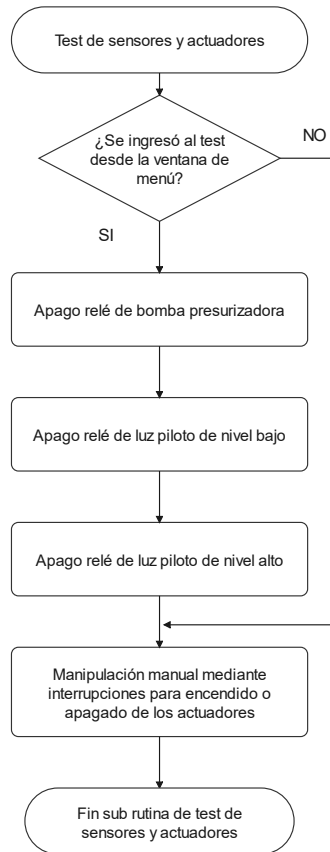 Test de sensores y actuadores
¿Se ingresó al test
desde la ventana de
menú?
NO
SI
Apago relé de bomba presurizadora
Apago relé de luz piloto de nivel bajo
Apago relé de luz piloto de nivel alto
Manipulación manual mediante
interrupciones para encendido o
apagado de los actuadores
Fin sub rutina de test de
sensores y actuadores